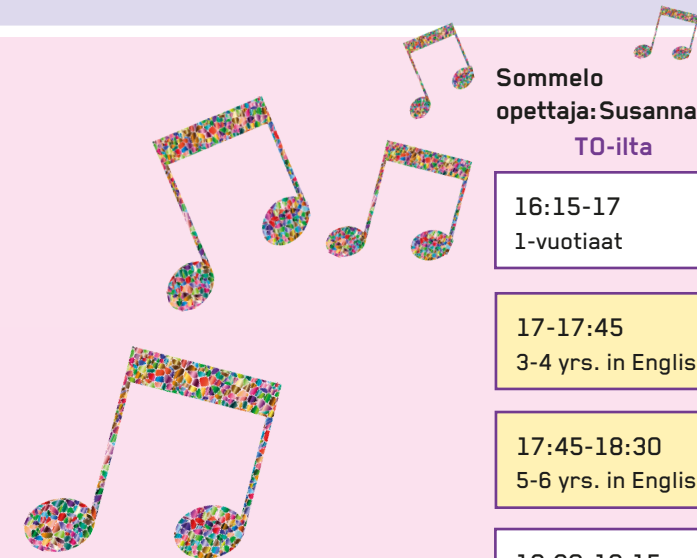 Sommelo
opettaja: Susanna
TO-ilta
16:15-17
1-vuotiaat
17-17:45
3-4 yrs. in Englis
17:45-18:30
5-6 yrs. in Englis